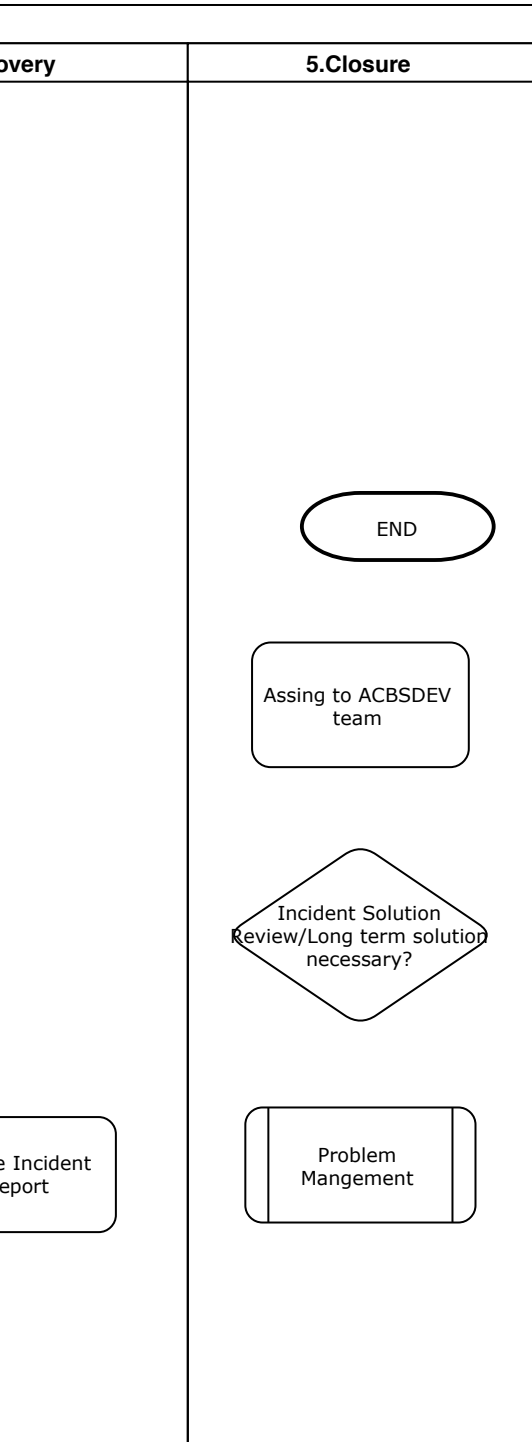 overy
5.Closure
END
Assing to ACBSDEV
team
Incident Solution
Review/Long term solution
necessary?
e Incident
eport
Problem
Mangement